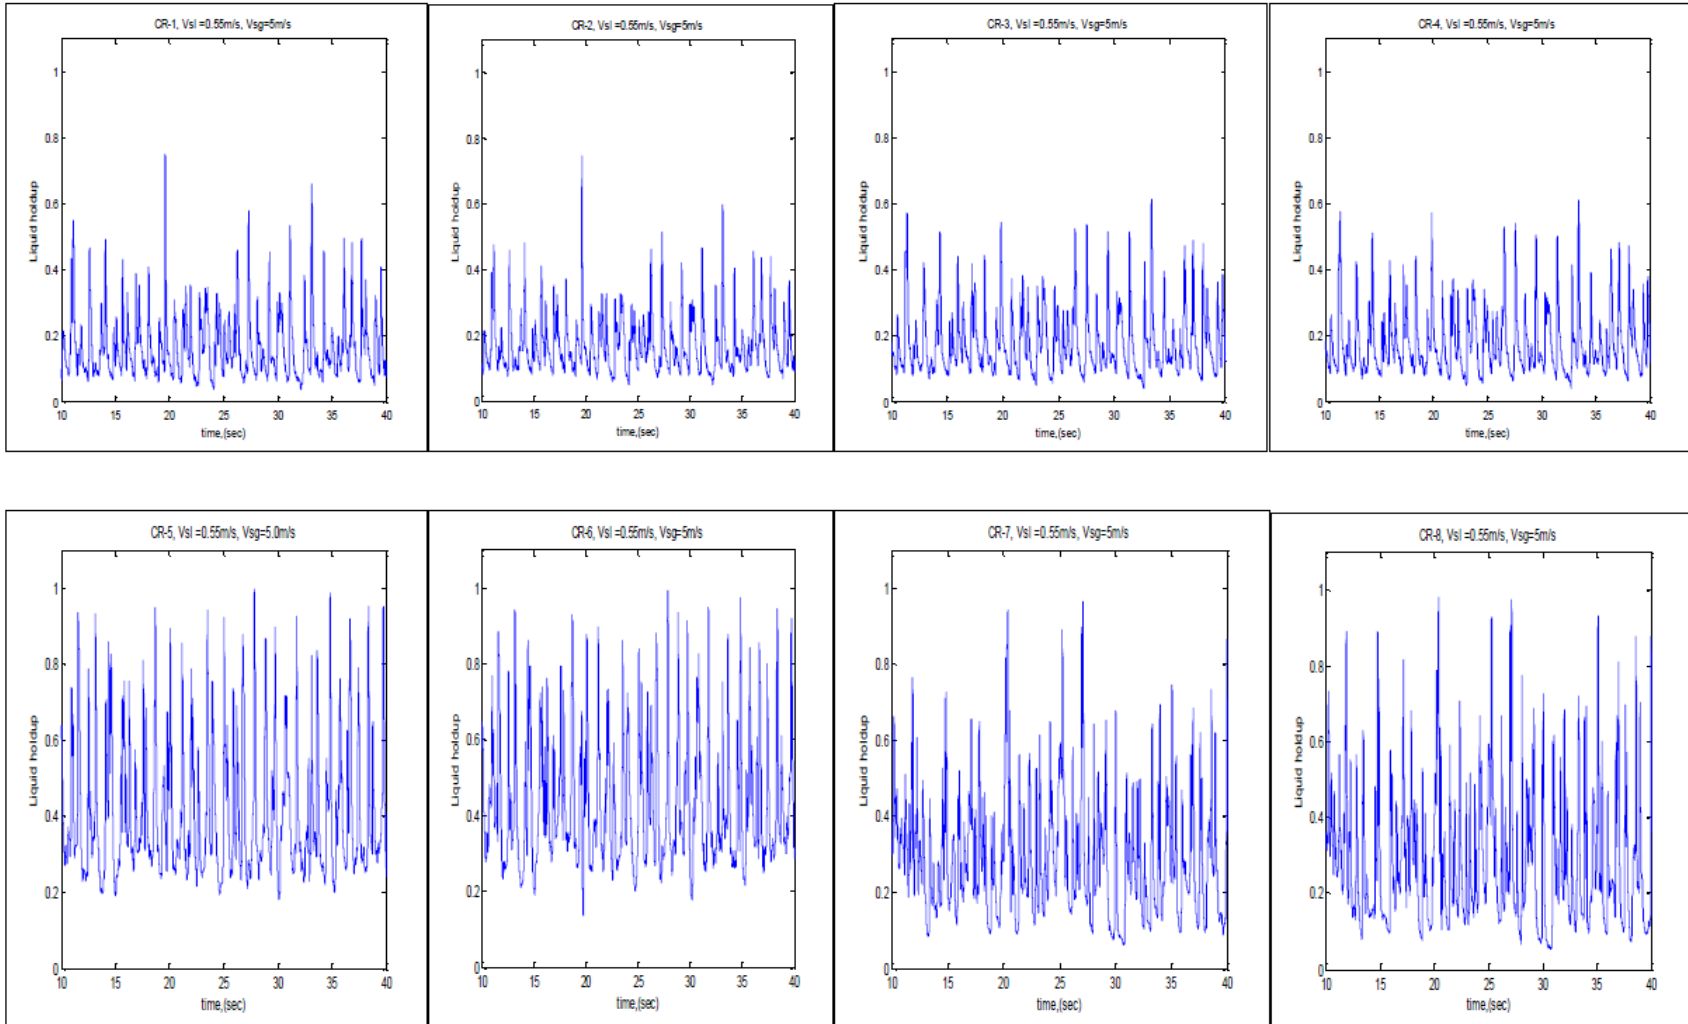 CR-1, Vsl =0.55m/s, Vsg=5m/s
1
0.8
0.6
0.4
0.2
0
Liquid holdup
10 15 20 25 30 35 40
time,(sec)
CR-2, Vsl =0.55m/s, Vsg=5m/s
1
0.8
0.6
0.4
0.2
0
Liquid holdup
10 15 20 25 30 35 40
time,(sec)
CR-3, Vsl =0.55m/s, Vsg=5m/s
1
0.8
0.6
0.4
0.2
0
Liquid holdup
10 15 20 25 30 35 40
time,(sec)
CR-4, Vsl =0.55m/s, Vsg=5m/s
1
0.8
0.6
0.4
0.2
0
Liquid holdup
10 15 20 25 30 35 40
time,(sec)
CR-5, Vsl =0.55m/s, Vsg=5.0m/s
1
0.8
0.6
0.4
0.2
0
Liquid holdup
10 15 20 25 30 35 40
time,(sec)
CR-6, Vsl =0.55m/s, Vsg=5m/s
1
0.8
0.6
0.4
0.2
0
Liquid holdup
10 15 20 25 30 35 40
time,(sec)
CR-7, Vsl =0.55m/s, Vsg=5m/s
1
0.8
0.6
0.4
0.2
0
Liquid holdup
10 15 20 25 30 35 40
time,(sec)
CR-8, Vsl =0.55m/s, Vsg=5m/s
1
0.8
0.6
0.4
0.2
0
Liquid holdup
10 15 20 25 30 35 40
time,(sec)